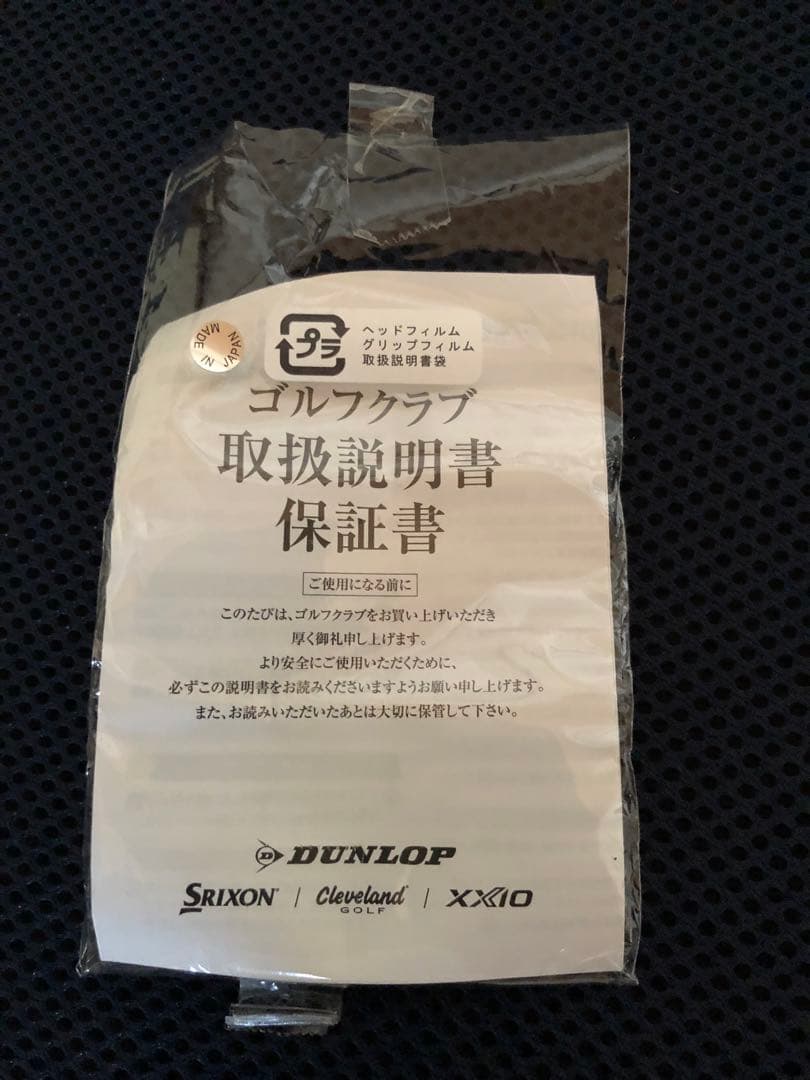 MADE IN JAPAN
プラ
ヘッドフィルム
グリップフィルム
取扱説明書袋
ゴルフクラブ
取扱説明書
保証書
ご使用になる前に
このたびは、ゴルフクラブをお買い上げいただき
厚く御礼申し上げます。
より安全にご使用いただくために、
必ずこの説明書をお読みくださいますようお願い申し上げます。
また、お読みいただいたあとは大切に保管して下さい。
D DUNLOP
SRIXON / Cleveland GOLF / XXIO